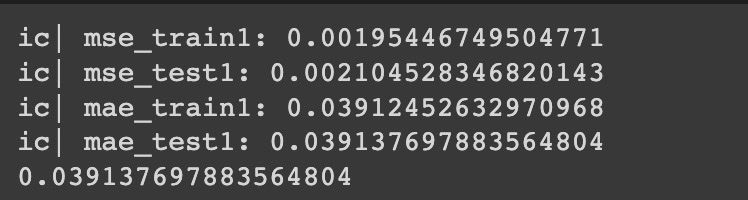 ic| mse_train1: 0.00195446749504771
ic| mse_test1: 0.002104528346820143
ic| mae_train1: 0.03912452632970968
ic| mae_test1: 0.039137697883564804
0.039137697883564804